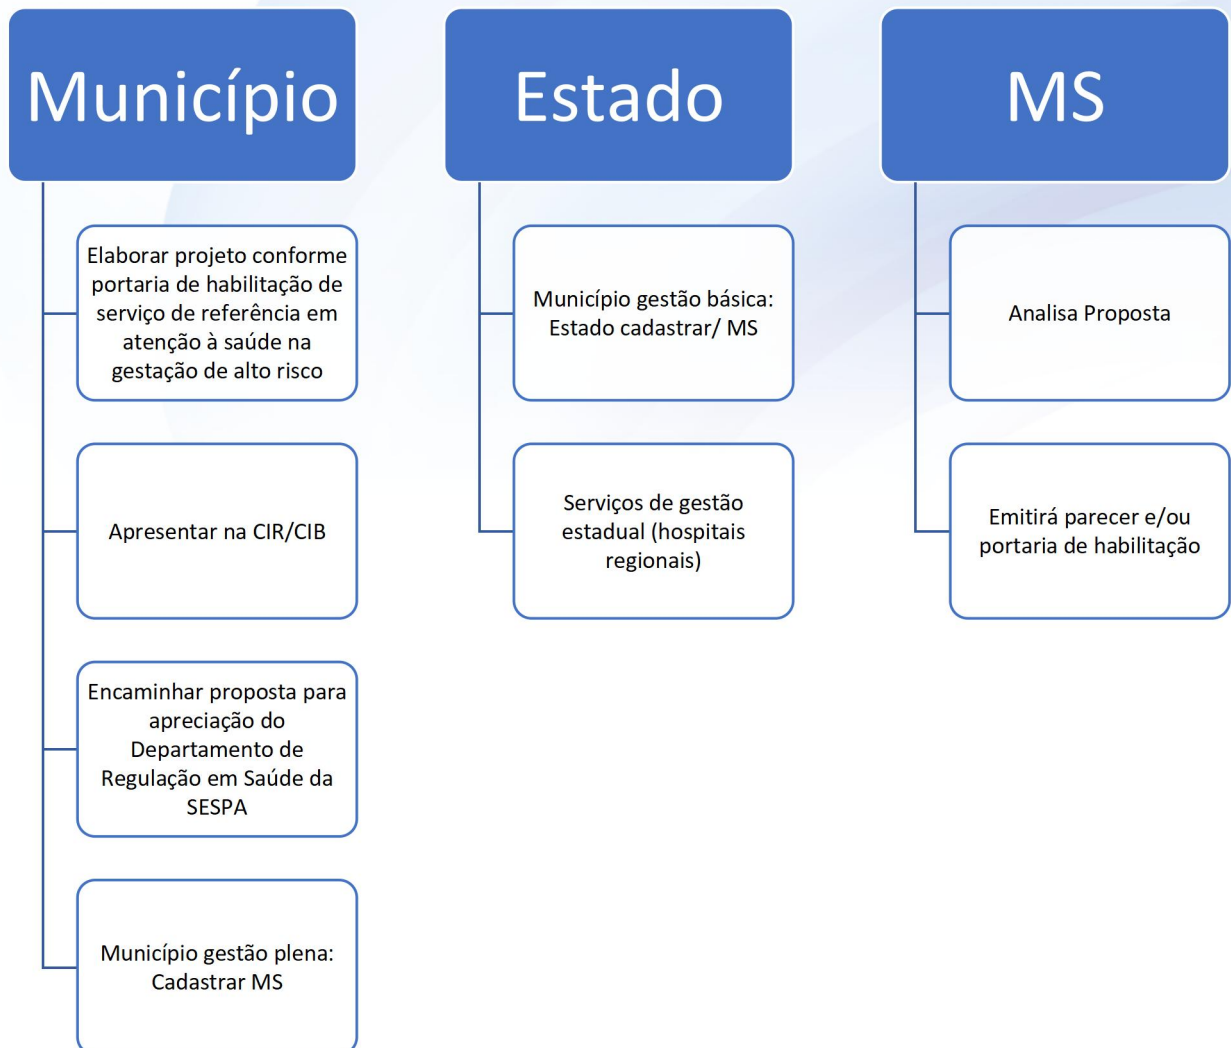 Município
Elaborar projeto conforme
portaria de habilitação de
serviço de referência em
atenção à saúde na
gestação de alto risco
Apresentar na CIR/CIB
Encaminhar proposta para
apreciação do
Departamento de
Regulação em Saúde da
SESPA
Município gestão plena:
Cadastrar MS
Estado
Município gestão básica:
Estado cadastrar/ MS
Serviços de gestão
estadual (hospitais
regionais)
MS
Analisa Proposta
Emitirá parecer e/ou
portaria de habilitação